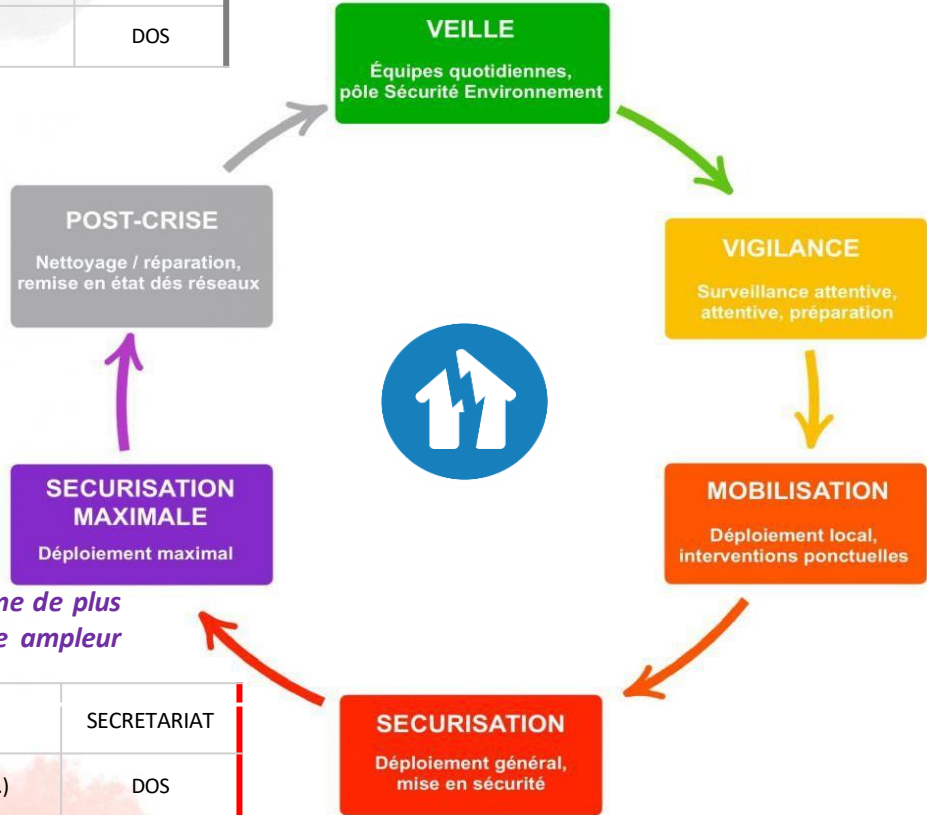 DOS
VEILLE
Équipes quotidiennes,
pôle Sécurité Environnement
POST-CRISE
Nettoyage / réparation,
remise en état dés réseaux
VIGILANCE
Surveillance attentive,
attentive, préparation
SECURISATION
MAXIMALE
Déploiement maximal
MOBILISATION
Déploiement local,
interventions ponctuelles
de plus
ampleur
SECRETARIAT
SECURISATION
Déploiement général,
mise en sécurité
DOS